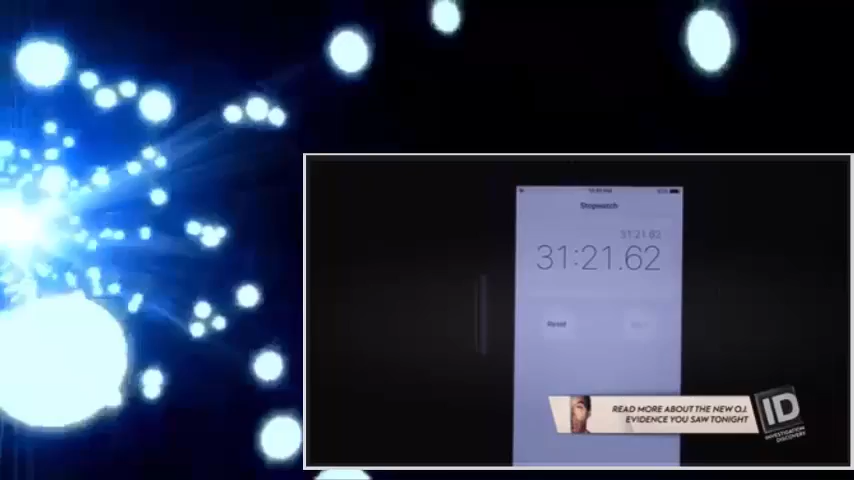 Stopwatch
31:21.62
31:21.62
Reset
READ MORE ABOUT THE NEW O.J.
EVIDENCE YOU SAW TONIGHT
ID
INVESTIGATION
DISCOVERY